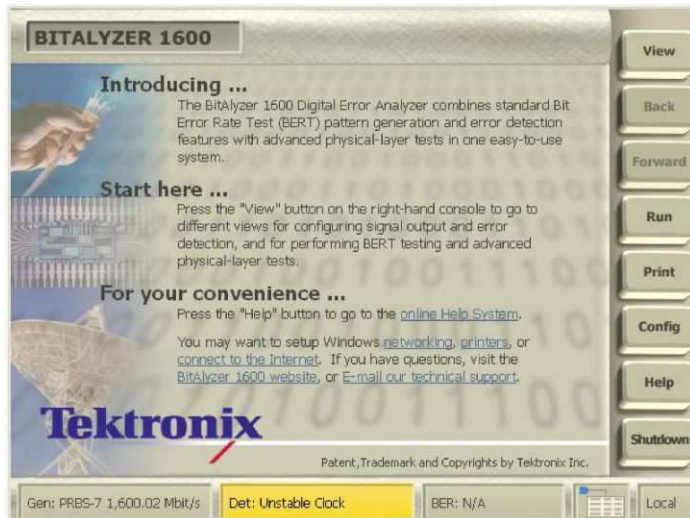 BITALYZER 1600
Introducing ...
The BitAlyzer 1600 Digital Error Analyzer combines standard Bit
Error Rate Test (BERT) pattern generation and error detection
features with advanced physical-layer tests in one easy-to-use
system.
Start here ...
Press the "View" button on the right-hand console to go to
different views for configuring signal output and error
detection, and for performing BERT testing and advanced
physical-layer tests.
For your convenience ...
Press the "Help" button to go to the online Help System.
You may want to setup Windows networking, printers, or
connect to the Internet. If you have questions, visit the
BitAlyzer 1600 website, or E-mail our technical support.
Tektronix
Patent,Trademark and Copyrights by Tektronix Inc.
View
Back
Forward
Run
Print
Config
Help
Shutdown
Gen: PRBS-7 1,600.02 Mbit/s
Det: Unstable Clock
BER: N/A
Local